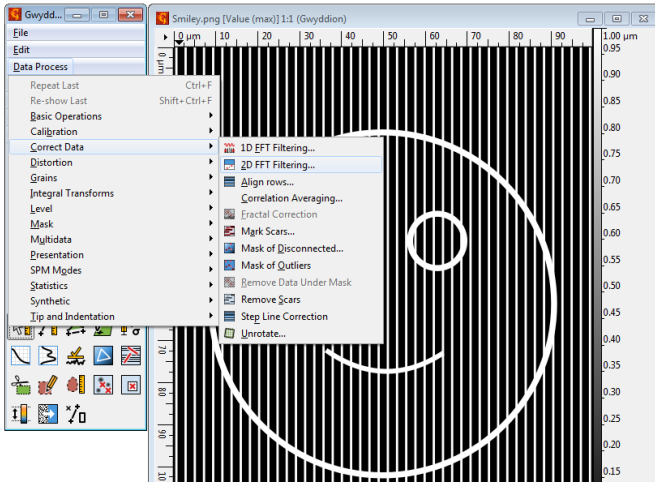 Gwydd...
File
Edit
Data Process
Repeat Last Ctrl+F
Re-show Last Shift+Ctrl+F
Basic Operations
Calibration
Correct Data
Distortion
Grains
Integral Transforms
Level
Mask
Multidata
Presentation
SPM Modes
Statistics
Synthetic
Tip and Indentation
1D FFT Filtering...
2D FFT Filtering...
Align rows...
Correlation Averaging...
Fractal Correction
Mark Scars...
Mask of Disconnected...
Mask of Outliers
Remove Data Under Mask
Remove Scars
Step Line Correction
Unrotate...
Smiley.png [Value (max)] 1:1 (Gwyddion)
0 µm 10 20 30 40 50 60 70 80 90
0 µm
70
80
90
1.00 µm
0.95
0.90
0.85
0.80
0.75
0.70
0.65
0.60
0.55
0.50
0.45
0.40
0.35
0.30
0.25
0.20
0.15